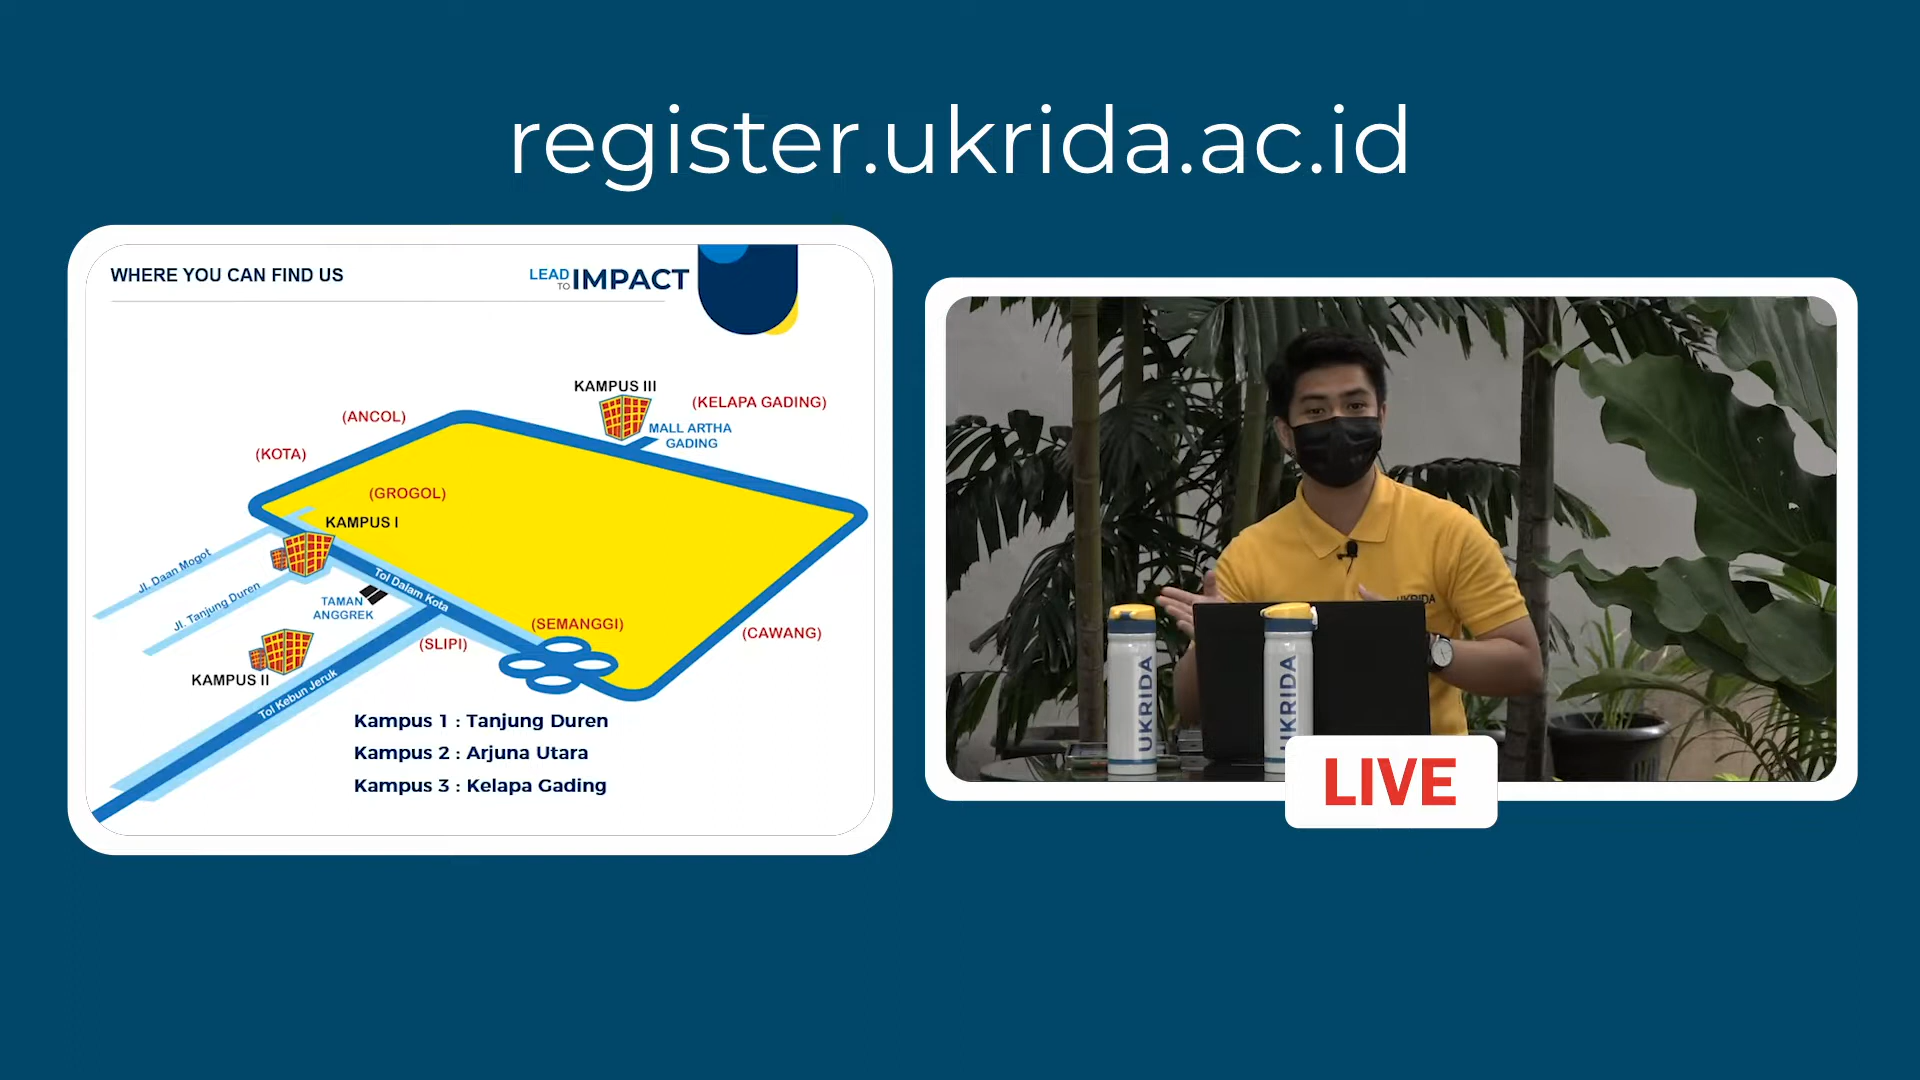 register.ukrida.ac.id
WHERE YOU CAN FIND US
LEAD TO IMPACT
KAMPUS III
(KELAPA GADING)
(ANCOL)
MALL ARTHA
GADING
(KOTA)
(GROGOL)
KAMPUS I
Jl. Daan Mogot
Tol Dalam Kota
Jl. Tanjung Duren
TAMAN
ANGGREK
(SEMANGGI)
(CAWANG)
(SLIPI)
KAMPUS II
Tol Kebun Jeruk
Kampus 1 : Tanjung Duren
Kampus 2 : Arjuna Utara
Kampus 3 : Kelapa Gading
UKRIDA
UKRIDA
UKRIDA
LIVE